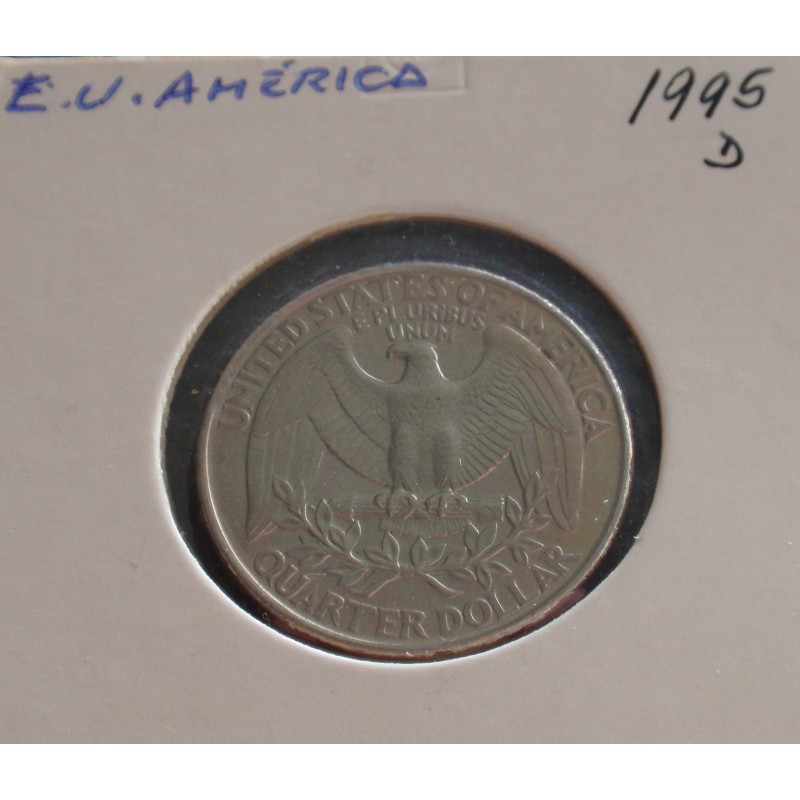 E.U. AMÉRICA
1995
D
UNITED STATES OF AMERICA
E PLURIBUS
UNUM
QUARTER DOLLAR